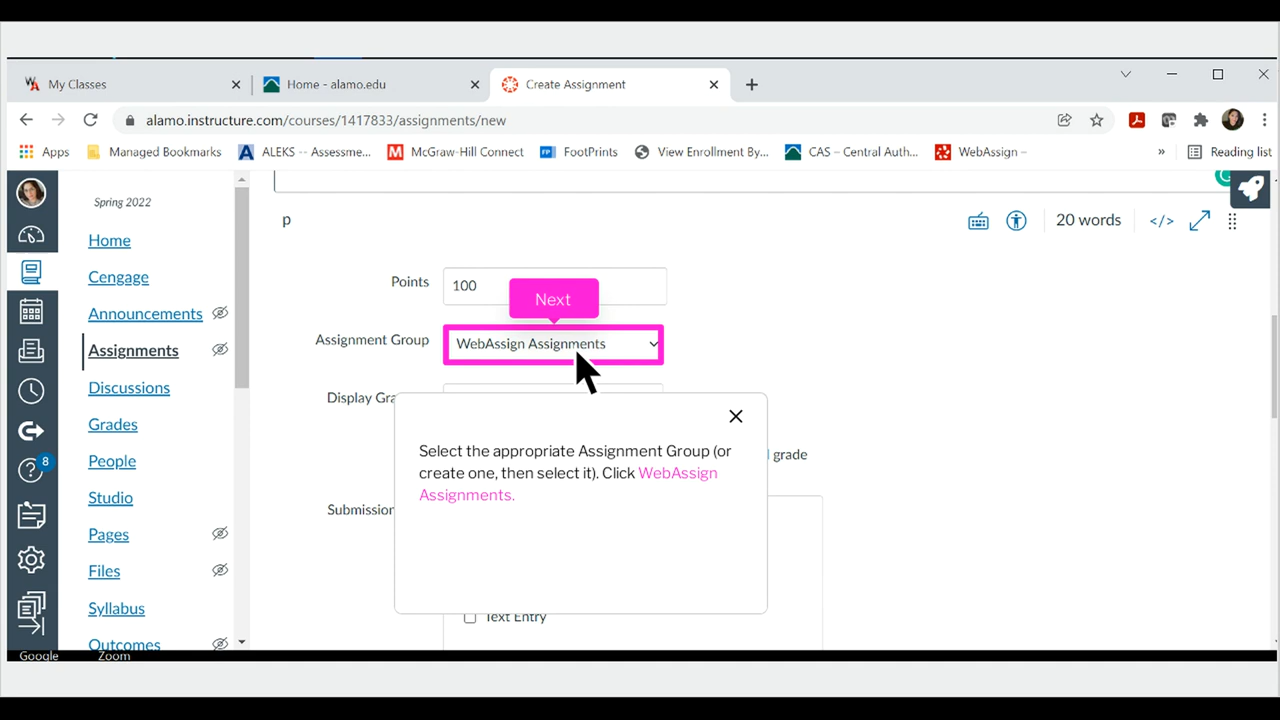 My Classes
Home - alamo.edu
Create Assignment
alamo.instructure.com/courses/1417833/assignments/new
Apps
Managed Bookmarks
ALEKS -- Assessme...
McGraw-Hill Connect
FootPrints
View Enrollment By...
CAS – Central Auth...
WebAssign –
»
Reading list
Spring 2022
Home
Cengage
Announcements
Assignments
Discussions
Grades
People
Studio
Pages
Files
Syllabus
Outcomes
8
p
20 words
</>
Points
100
Next
Assignment Group
WebAssign Assignments
Display Gra
grade
Select the appropriate Assignment Group (or
create one, then select it). Click WebAssign
Assignments.
Submission
Text Entry
Google
Zoom